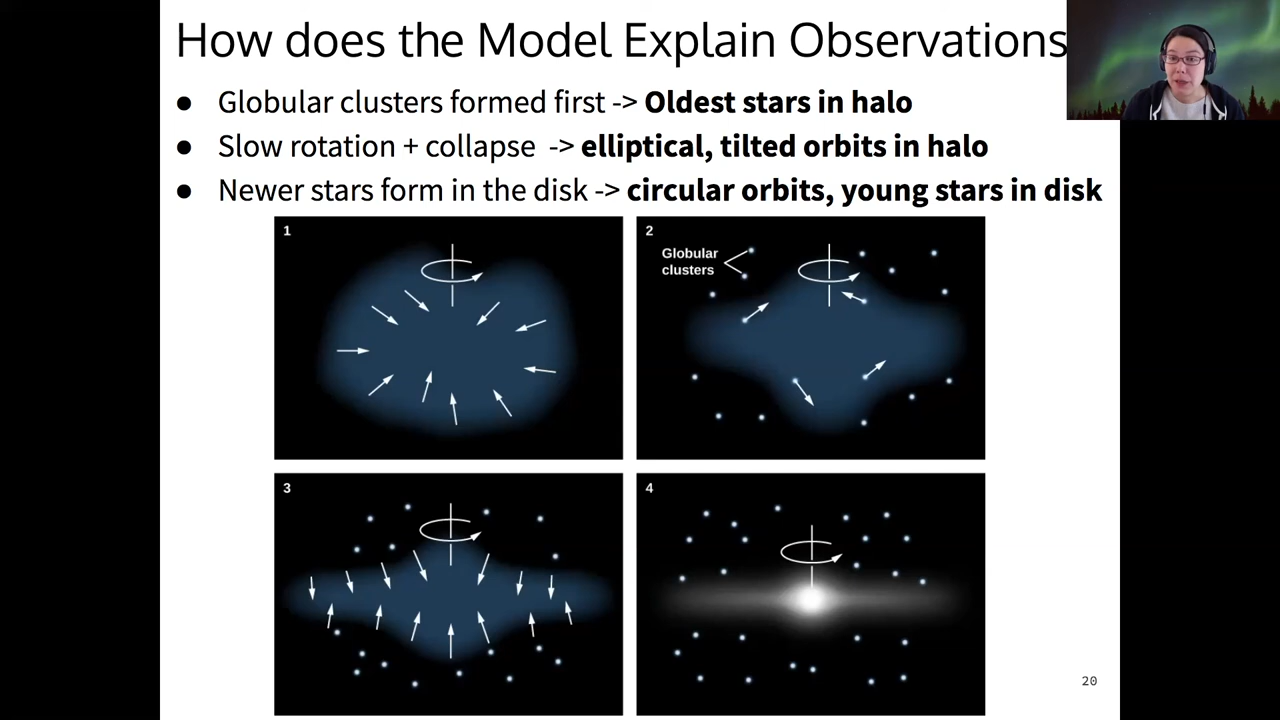 How does the Model Explain Observations
● Globular clusters formed first -> Oldest stars in halo
● Slow rotation + collapse -> elliptical, tilted orbits in halo
● Newer stars form in the disk -> circular orbits, young stars in disk
1
2
Globular
clusters
3
4
20